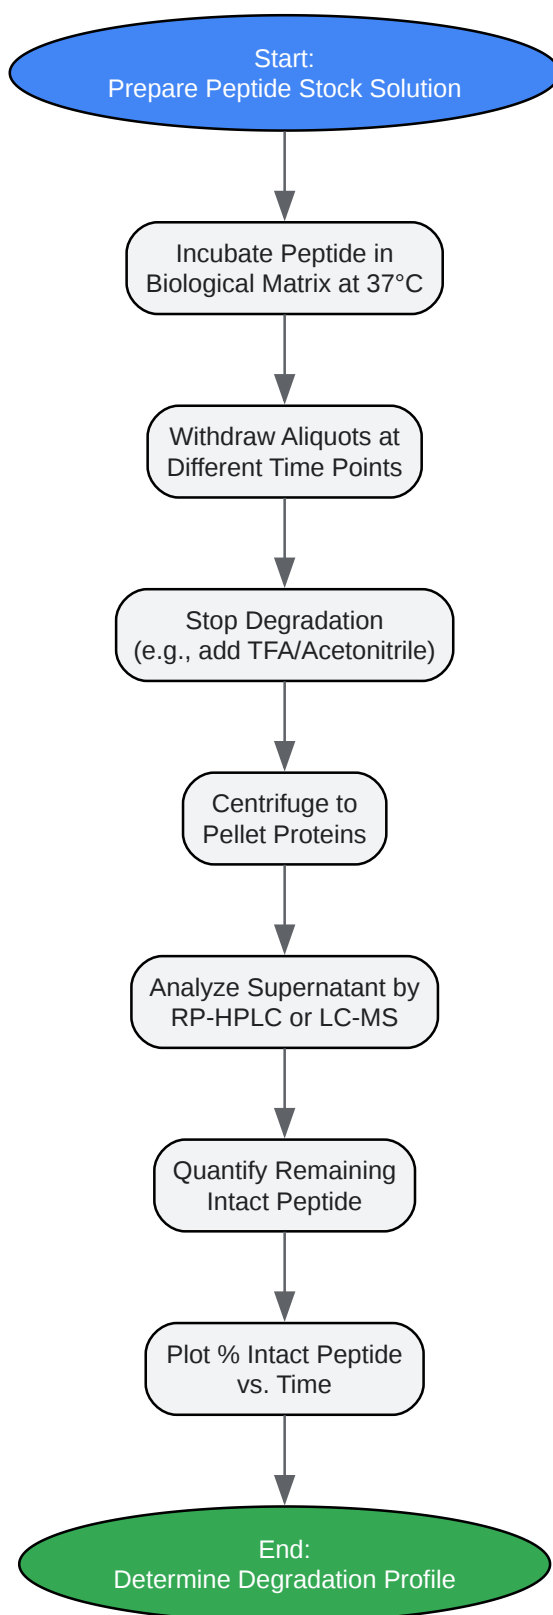 Start:
Prepare Peptide Stock Solution
Incubate Peptide in
Biological Matrix at 37°C
Withdraw Aliquots at
Different Time Points
Stop Degradation
(e.g., add TFA/Acetonitrile)
Centrifuge to
Pellet Proteins
Analyze Supernatant by
RP-HPLC or LC-MS
Quantify Remaining
Intact Peptide
Plot % Intact Peptide
vs. Time
End:
Determine Degradation Profile